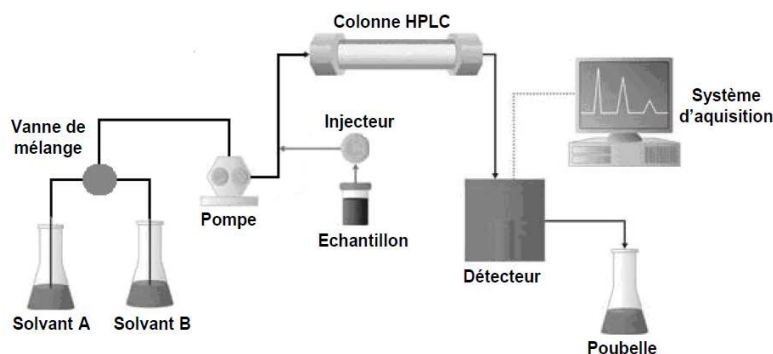 Colonne HPLC
Vanne de
mélange
Injecteur
Système
d'aquisition
Pompe
Echantillon
Détecteur
Solvant A
Solvant B
Poubelle